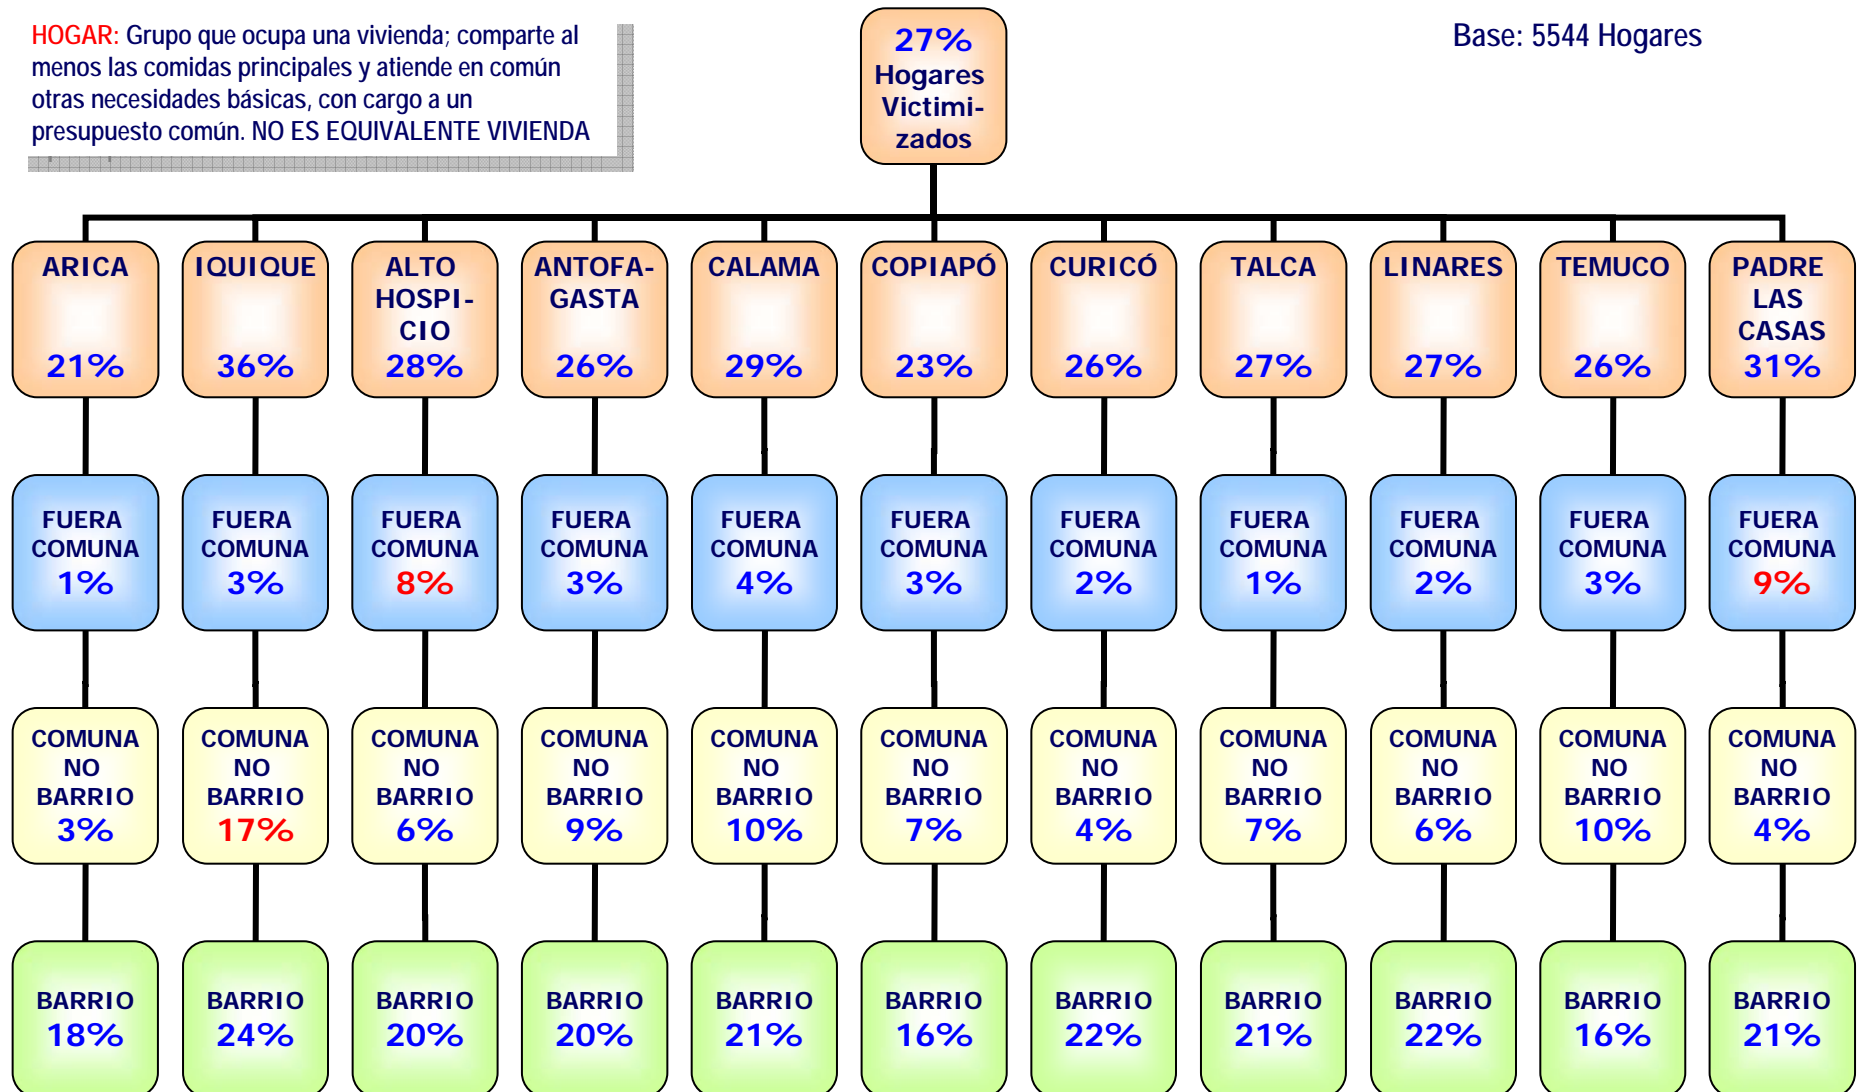 HOGAR: Grupo que ocupa una vivienda; comparte al
menos las comidas principales y atiende en común
otras necesidades básicas, con cargo a un
presupuesto común. NO ES EQUIVALENTE VIVIENDA
27%
Hogares
Victimi-
zados
Base: 5544 Hogares
ARICA
21%
IQUIQUE
36%
ALTO
HOSPI-
CIO
28%
ANTOFA-
GASTA
26%
CALAMA
29%
COPIAPÓ
23%
CURICÓ
26%
TALCA
27%
LINARES
27%
TEMUCO
26%
PADRE
LAS
CASAS
31%
FUERA
COMUNA
1%
FUERA
COMUNA
3%
FUERA
COMUNA
8%
FUERA
COMUNA
3%
FUERA
COMUNA
4%
FUERA
COMUNA
3%
FUERA
COMUNA
2%
FUERA
COMUNA
1%
FUERA
COMUNA
2%
FUERA
COMUNA
3%
FUERA
COMUNA
9%
COMUNA
NO
BARRIO
3%
COMUNA
NO
BARRIO
17%
COMUNA
NO
BARRIO
6%
COMUNA
NO
BARRIO
9%
COMUNA
NO
BARRIO
10%
COMUNA
NO
BARRIO
7%
COMUNA
NO
BARRIO
4%
COMUNA
NO
BARRIO
7%
COMUNA
NO
BARRIO
6%
COMUNA
NO
BARRIO
10%
COMUNA
NO
BARRIO
4%
BARRIO
18%
BARRIO
24%
BARRIO
20%
BARRIO
20%
BARRIO
21%
BARRIO
16%
BARRIO
22%
BARRIO
21%
BARRIO
22%
BARRIO
16%
BARRIO
21%